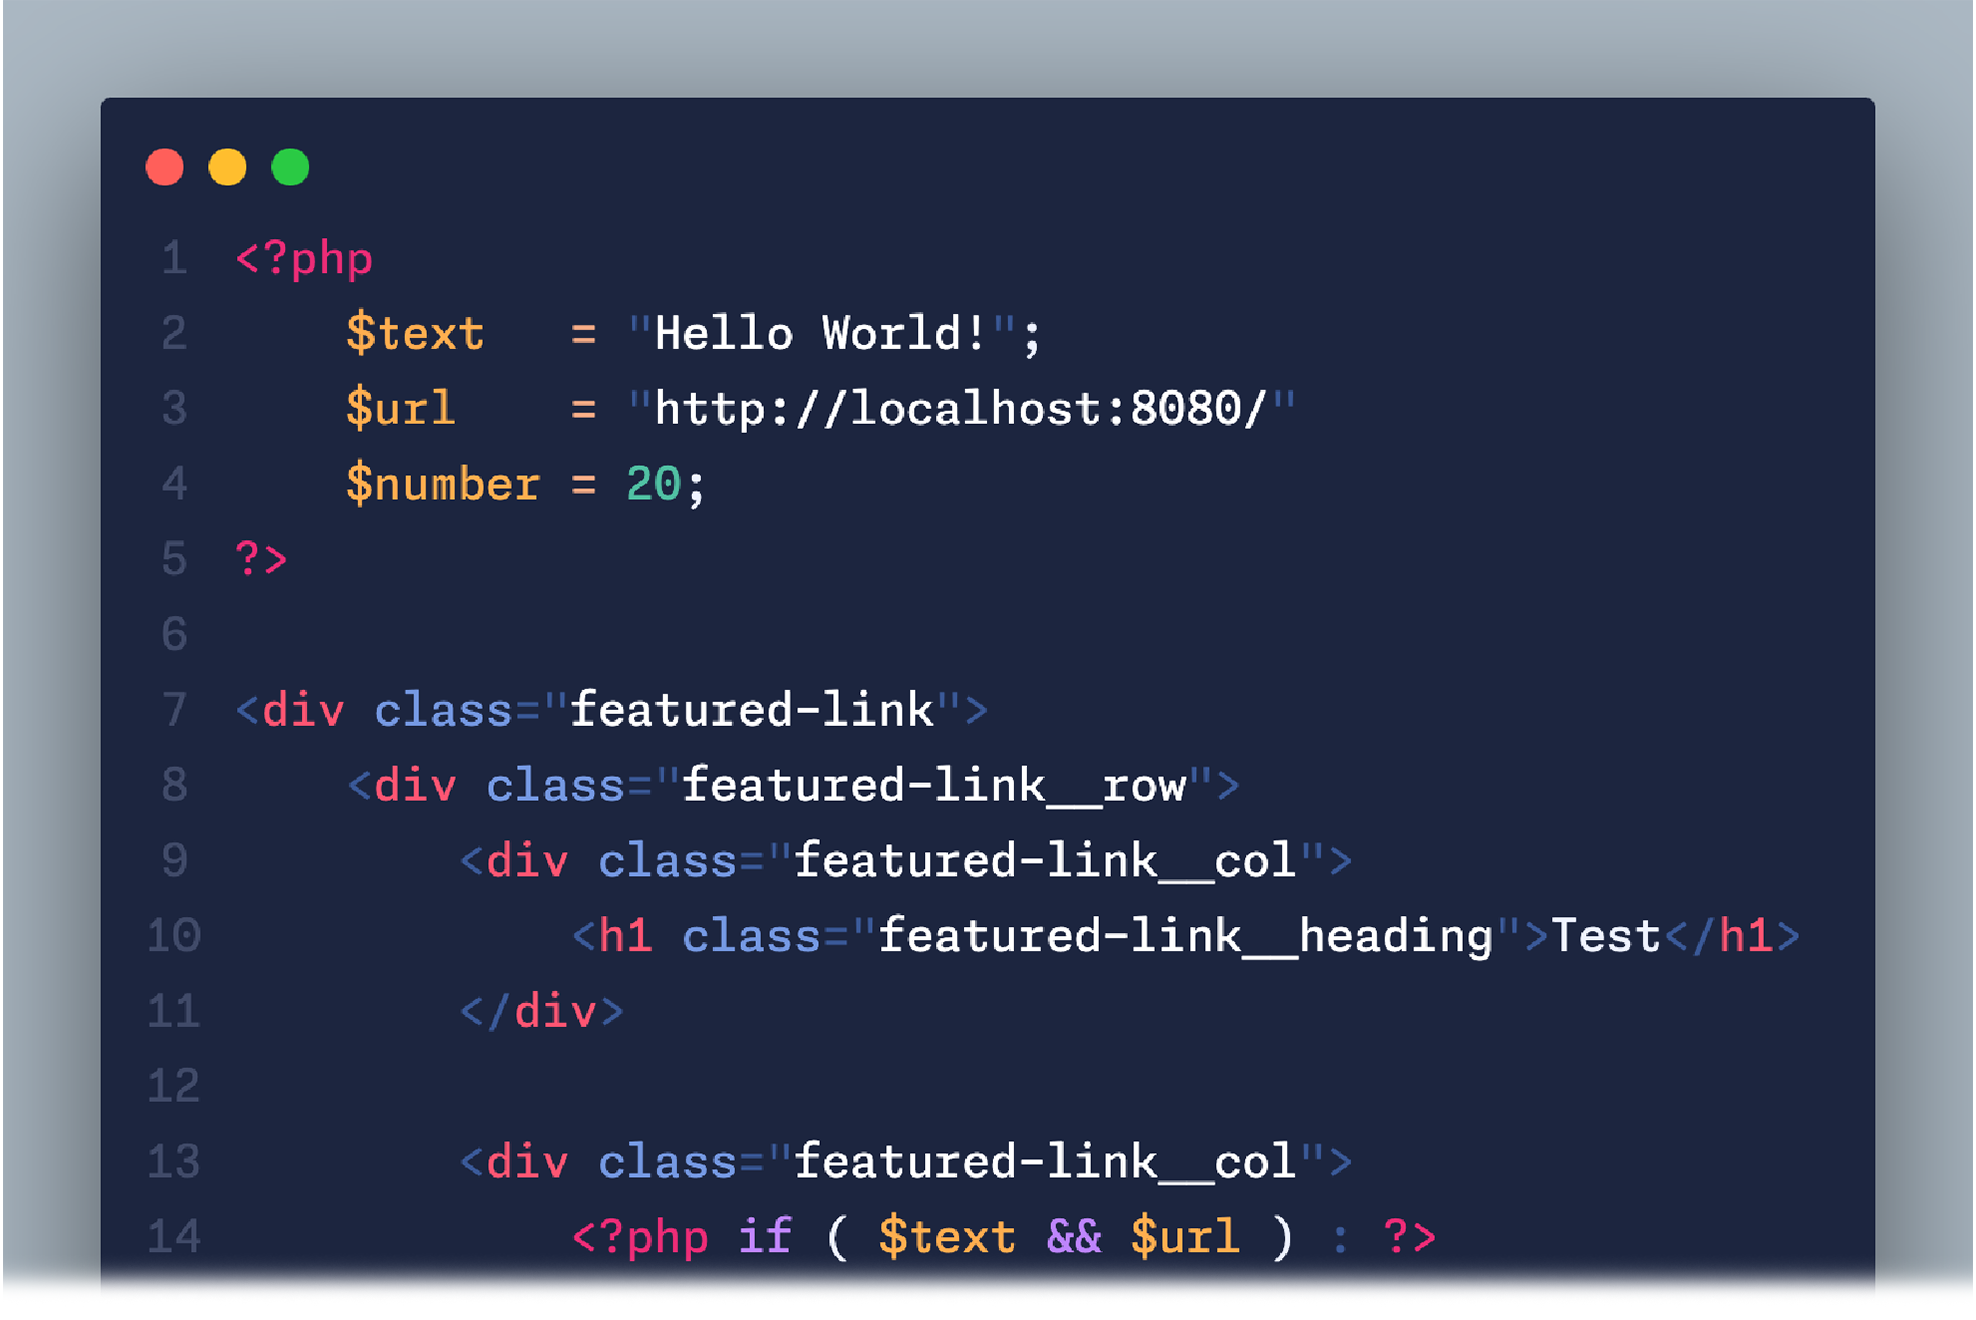 1 <?php
2     $text   = "Hello World!";
3     $url    = "http://localhost:8080/"
4     $number = 20;
5 ?>
6
7 <div class="featured-link">
8     <div class="featured-link__row">
9         <div class="featured-link__col">
10             <h1 class="featured-link__heading">Test</h1>
11         </div>
12
13         <div class="featured-link__col">
14             <?php if ( $text && $url ) : ?>